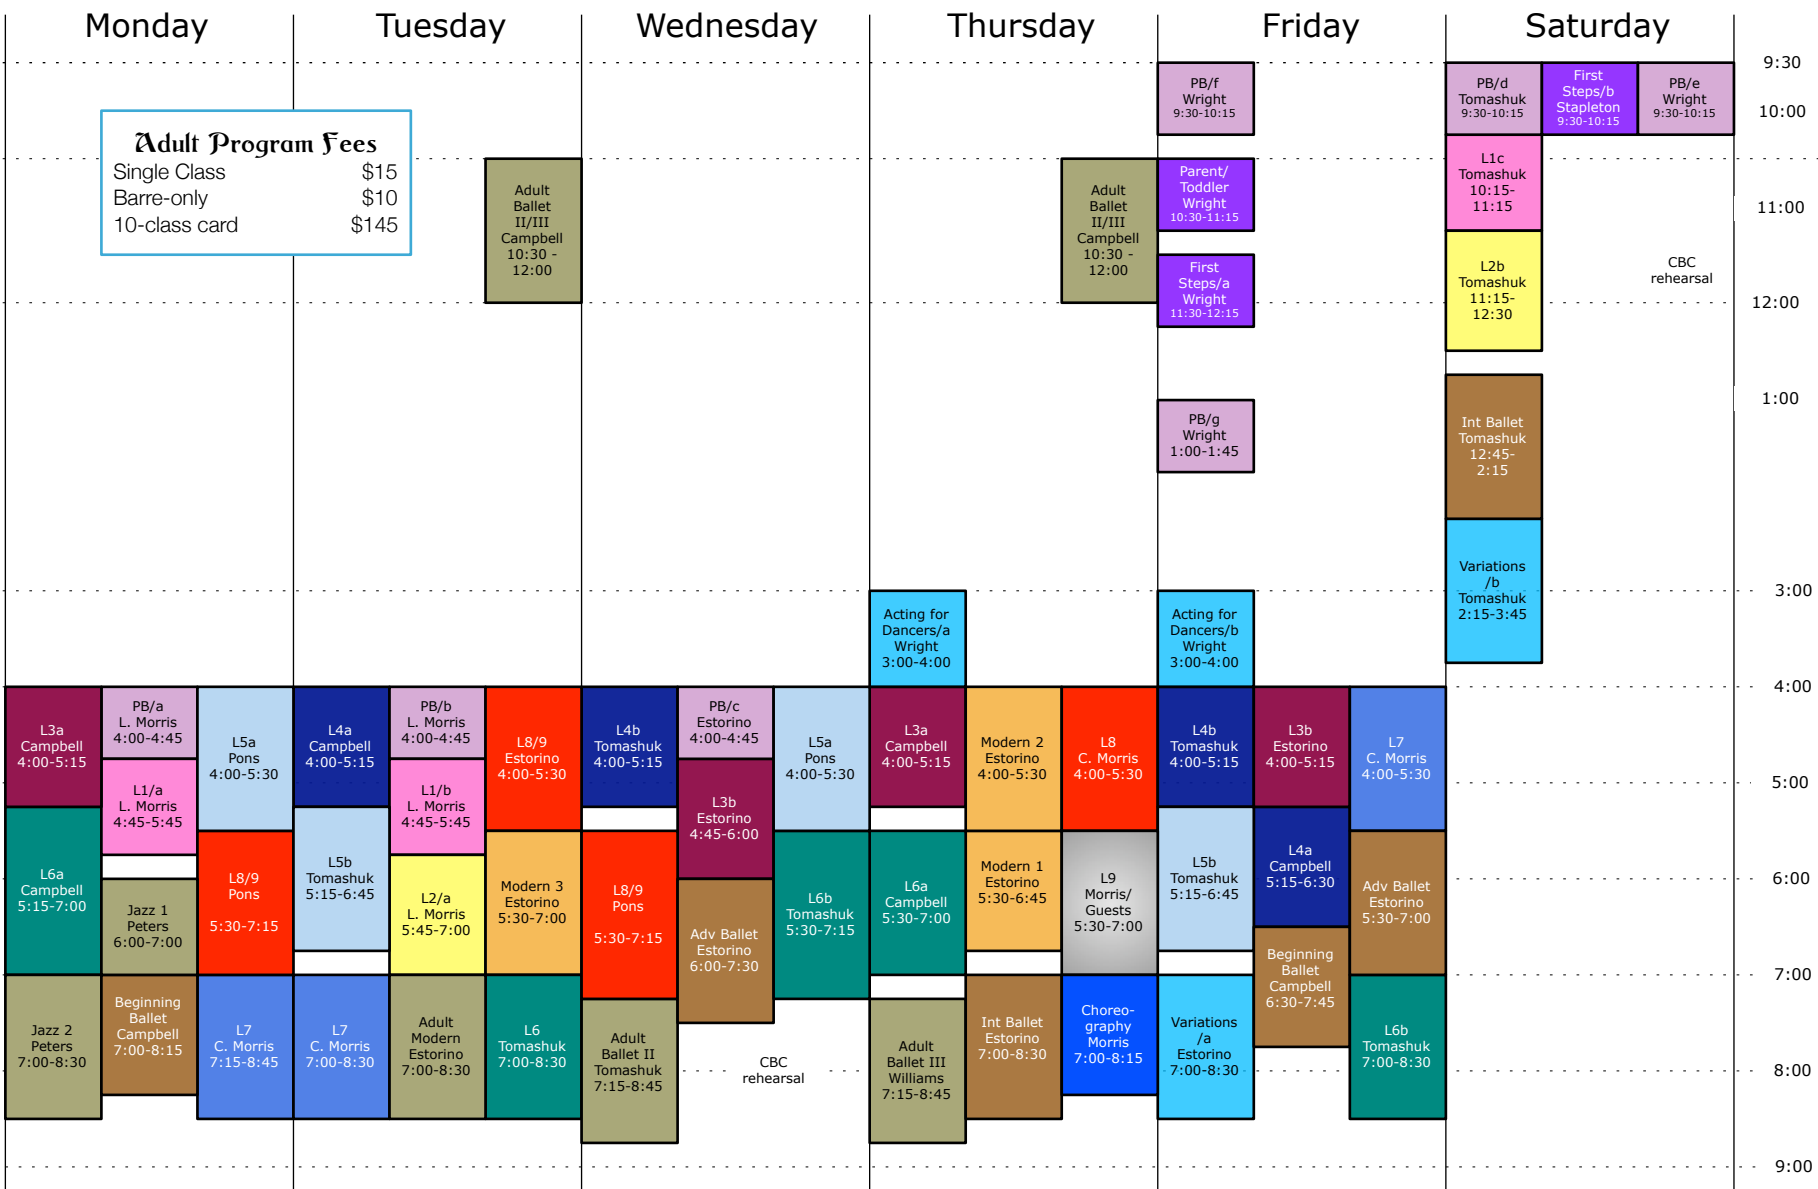 Monday
Tuesday
Wednesday
Thursday
Friday
Saturday
Adult Program Fees
Single Class $15
Barre-only $10
10-class card $145
L3a
Campbell
4:00-5:15
L6a
Campbell
5:15-7:00
Jazz 2
Peters
7:00-8:30
PB/a
L. Morris
4:00-4:45
L1/a
L. Morris
4:45-5:45
Jazz 1
Peters
6:00-7:00
Beginning
Ballet
Campbell
7:00-8:15
L5a
Pons
4:00-5:30
L8/9
Pons
5:30-7:15
L7
C. Morris
7:15-8:45
L4a
Campbell
4:00-5:15
L5b
Tomashuk
5:15-6:45
L7
C. Morris
7:00-8:30
PB/b
L. Morris
4:00-4:45
L1/b
L. Morris
4:45-5:45
L2/a
L. Morris
5:45-7:00
Adult
Modern
Estorino
7:00-8:30
Adult
Ballet
II/III
Campbell
10:30 -
12:00
L8/9
Estorino
4:00-5:30
Modern 3
Estorino
5:30-7:00
L6
Tomashuk
7:00-8:30
L4b
Tomashuk
4:00-5:15
L8/9
Pons
5:30-7:15
Adult
Ballet II
Tomashuk
7:15-8:45
PB/c
Estorino
4:00-4:45
L3b
Estorino
4:45-6:00
Adv Ballet
Estorino
6:00-7:30
L5a
Pons
4:00-5:30
L6b
Tomashuk
5:30-7:15
CBC
rehearsal
Acting for
Dancers/a
Wright
3:00-4:00
L3a
Campbell
4:00-5:15
L6a
Campbell
5:30-7:00
Adult
Ballet III
Williams
7:15-8:45
Modern 2
Estorino
4:00-5:30
Modern 1
Estorino
5:30-6:45
Int Ballet
Estorino
7:00-8:30
Adult
Ballet
II/III
Campbell
10:30 -
12:00
L8
C. Morris
4:00-5:30
L9
Morris/
Guests
5:30-7:00
Choreo-
graphy
Morris
7:00-8:15
PB/f
Wright
9:30-10:15
Parent/
Toddler
Wright
10:30-11:15
First
Steps/a
Wright
11:30-12:15
PB/g
Wright
1:00-1:45
Acting for
Dancers/b
Wright
3:00-4:00
L4b
Tomashuk
4:00-5:15
L5b
Tomashuk
5:15-6:45
Variations
/a
Estorino
7:00-8:30
L3b
Estorino
4:00-5:15
L4a
Campbell
5:15-6:30
Beginning
Ballet
Campbell
6:30-7:45
L7
C. Morris
4:00-5:30
Adv Ballet
Estorino
5:30-7:00
L6b
Tomashuk
7:00-8:30
PB/d
Tomashuk
9:30-10:15
L1c
Tomashuk
10:15-
11:15
L2b
Tomashuk
11:15-
12:30
Int Ballet
Tomashuk
12:45-
2:15
Variations
/b
Tomashuk
2:15-3:45
First
Steps/b
Stapleton
9:30-10:15
PB/e
Wright
9:30-10:15
CBC
rehearsal
9:30
10:00
11:00
12:00
1:00
3:00
4:00
5:00
6:00
7:00
8:00
9:00